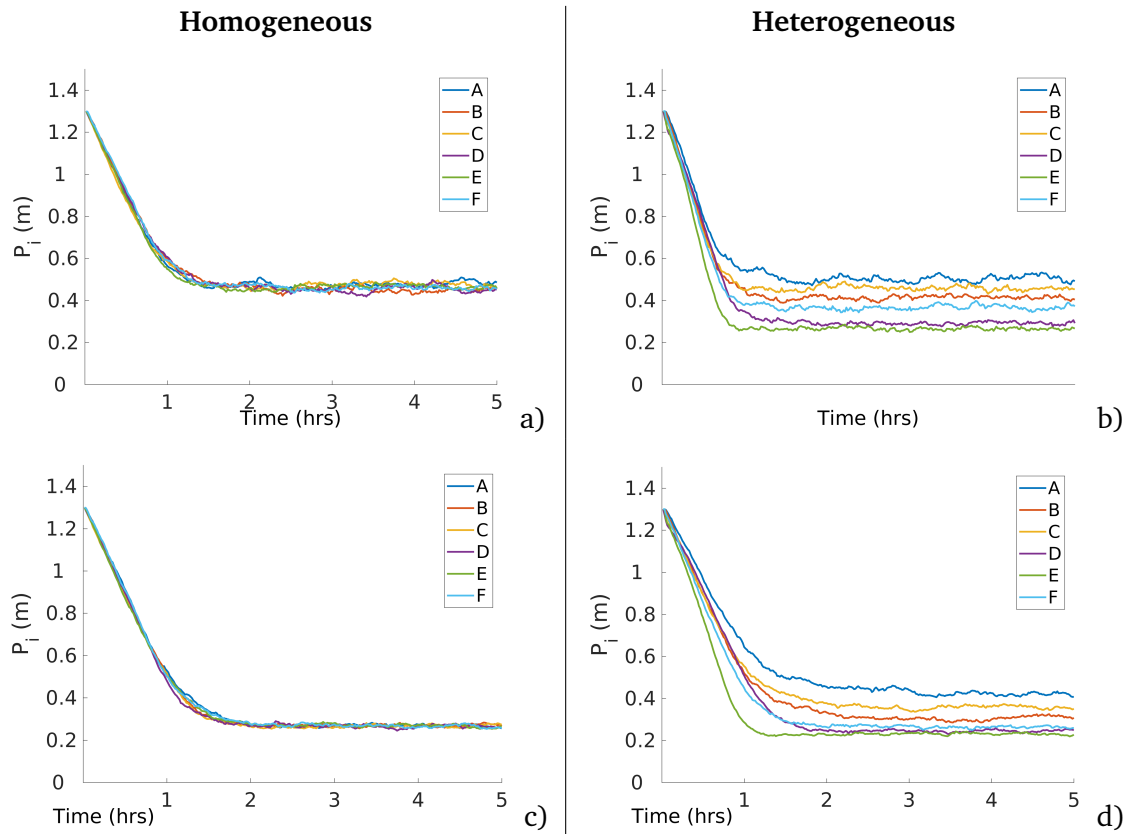 Homogeneous
Heterogeneous
1.4
1.2
1
0.8
0.6
0.4
0.2
0
P_i (m)
A
B
C
D
E
F
1 2 3 4 5
Time (hrs)
a)
1.4
1.2
1
0.8
0.6
0.4
0.2
0
P_i (m)
A
B
C
D
E
F
Time (hrs)
b)
1.4
1.2
1
0.8
0.6
0.4
0.2
0
P_i (m)
A
B
C
D
E
F
1 2 3 4 5
Time (hrs)
c)
1.4
1.2
1
0.8
0.6
0.4
0.2
0
P_i (m)
A
B
C
D
E
F
1 2 3 4 5
Time (hrs)
d)